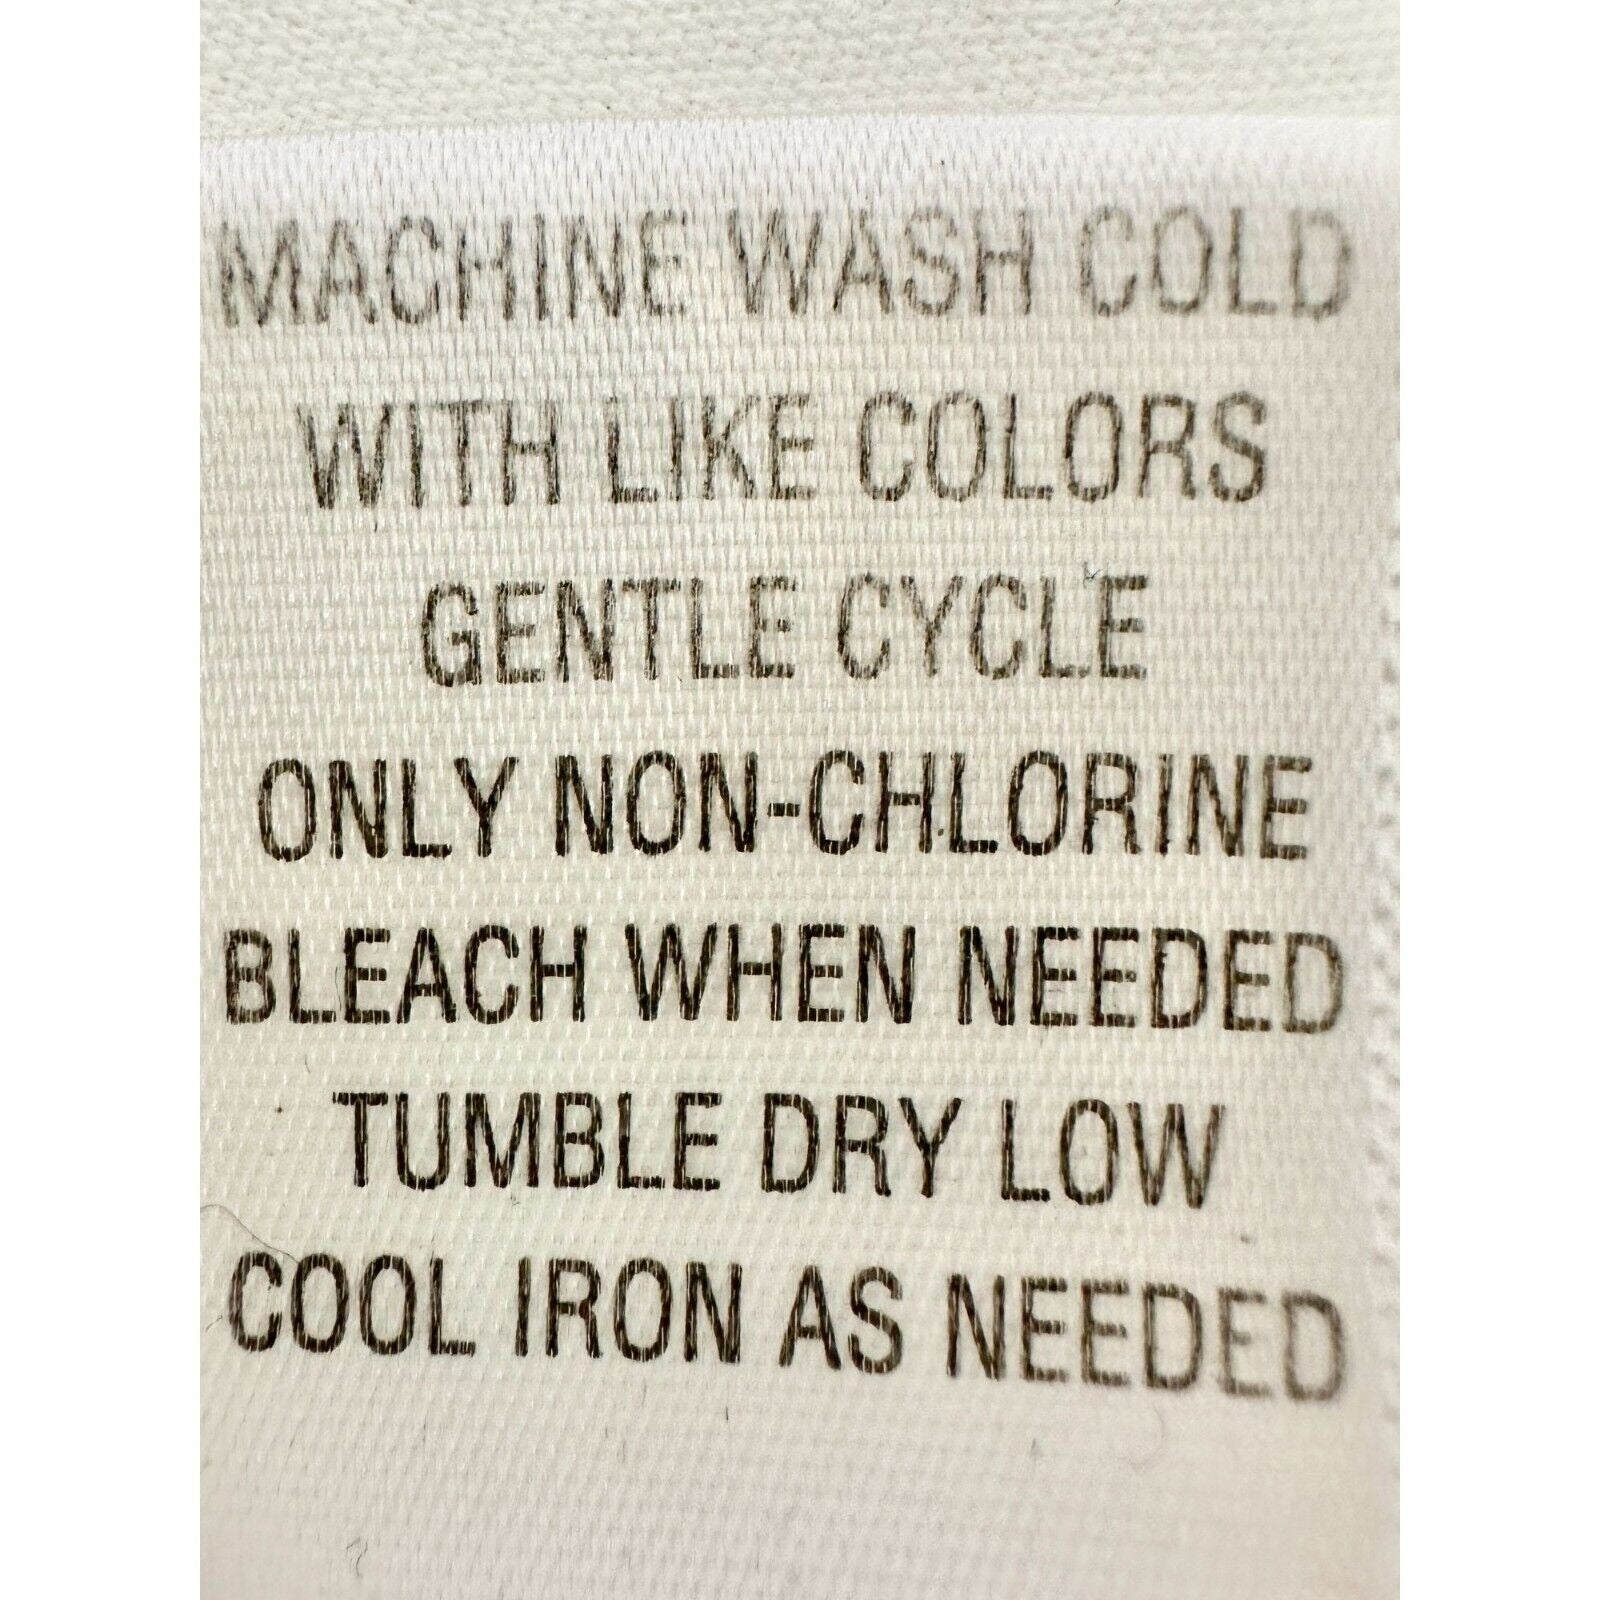 MACHINE WASH COLD
WITH LIKE COLORS
GENTLE CYCLE
ONLY NON-CHLORINE
BLEACH WHEN NEEDED
TUMBLE DRY LOW
COOL IRON AS NEEDED